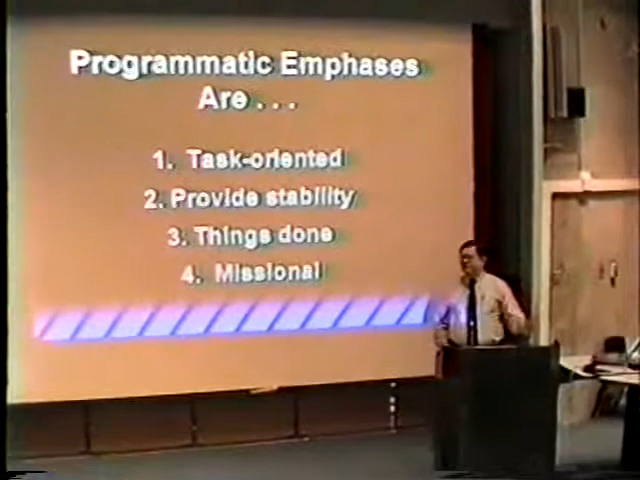 Programmatic Emphases
Are . . .
1. Task-oriented
2. Provide stability
3. Things done
4. Missional